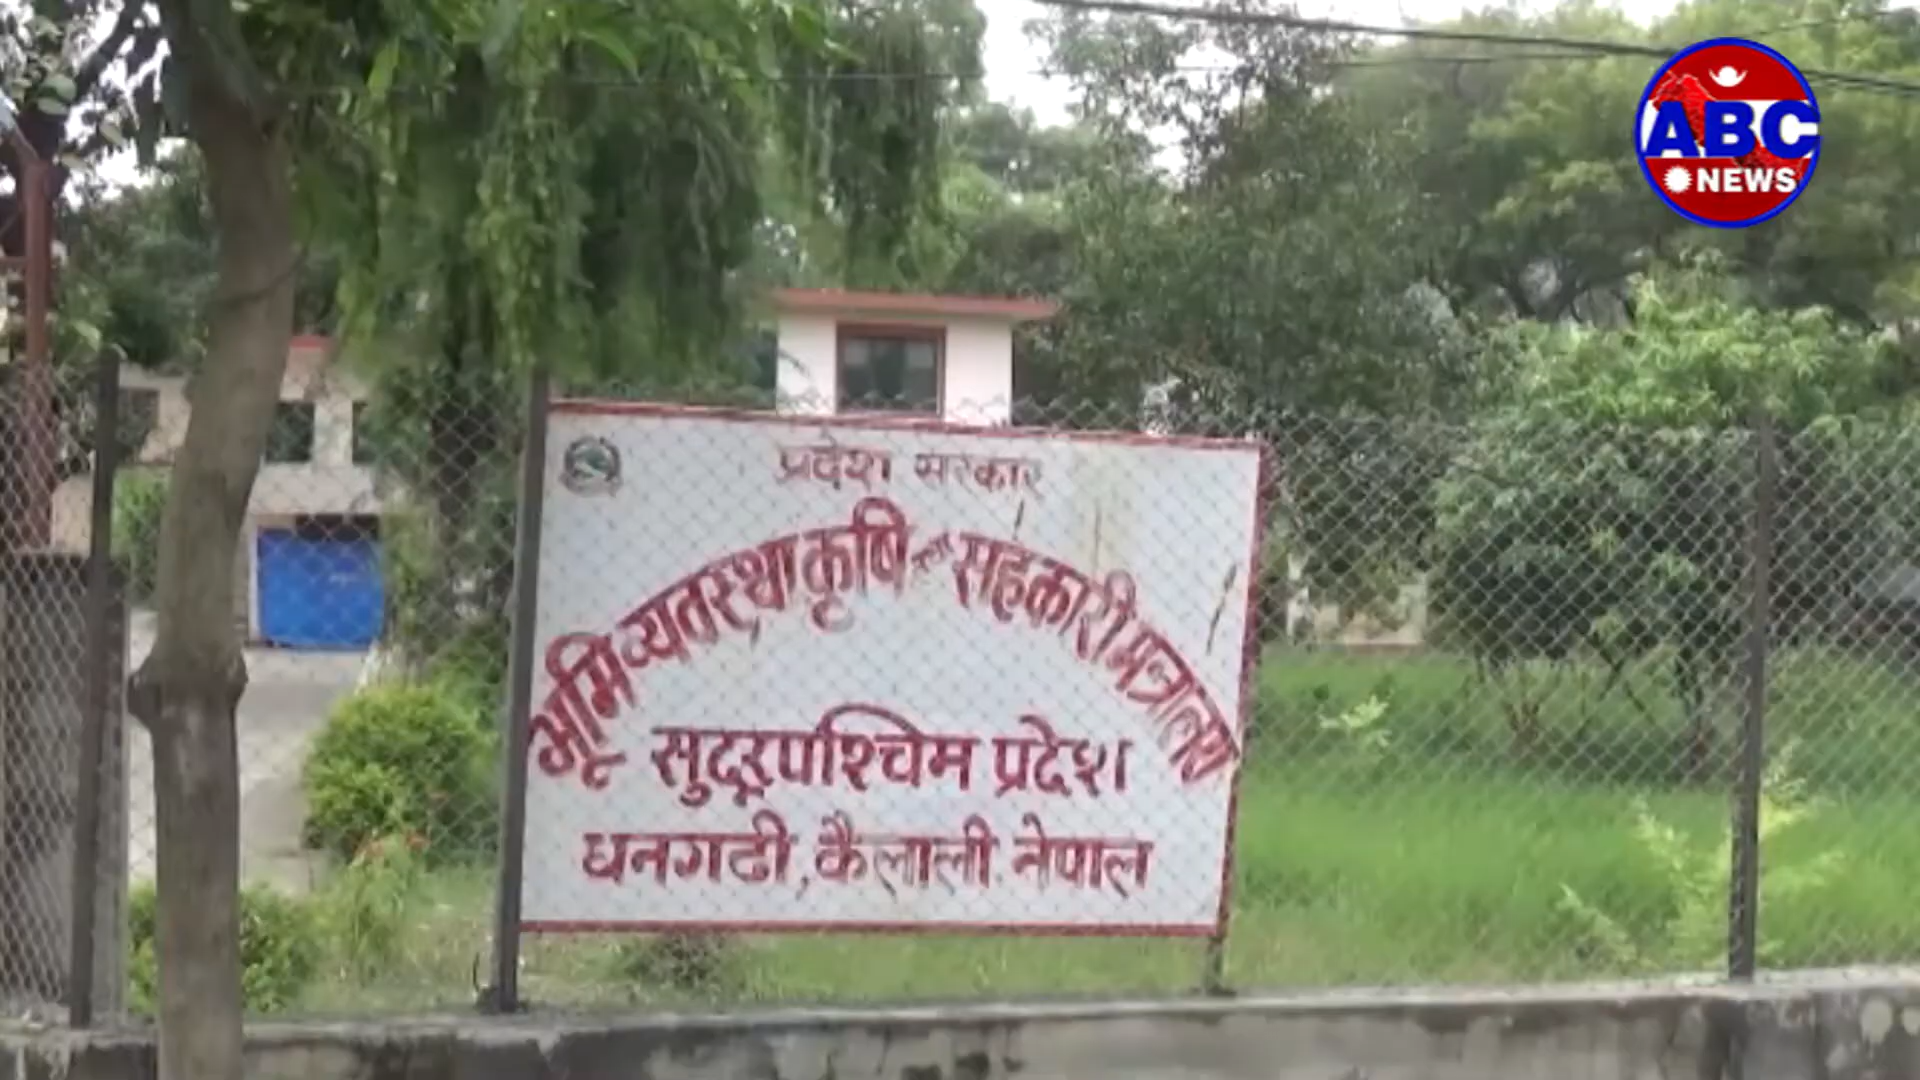 प्रदेश सरकार
भूमि व्यवस्था कृषि तथा सहकारी मन्त्रालय
सुदूरपश्चिम प्रदेश
धनगढी, कैलाली नेपाल
ABC
NEWS